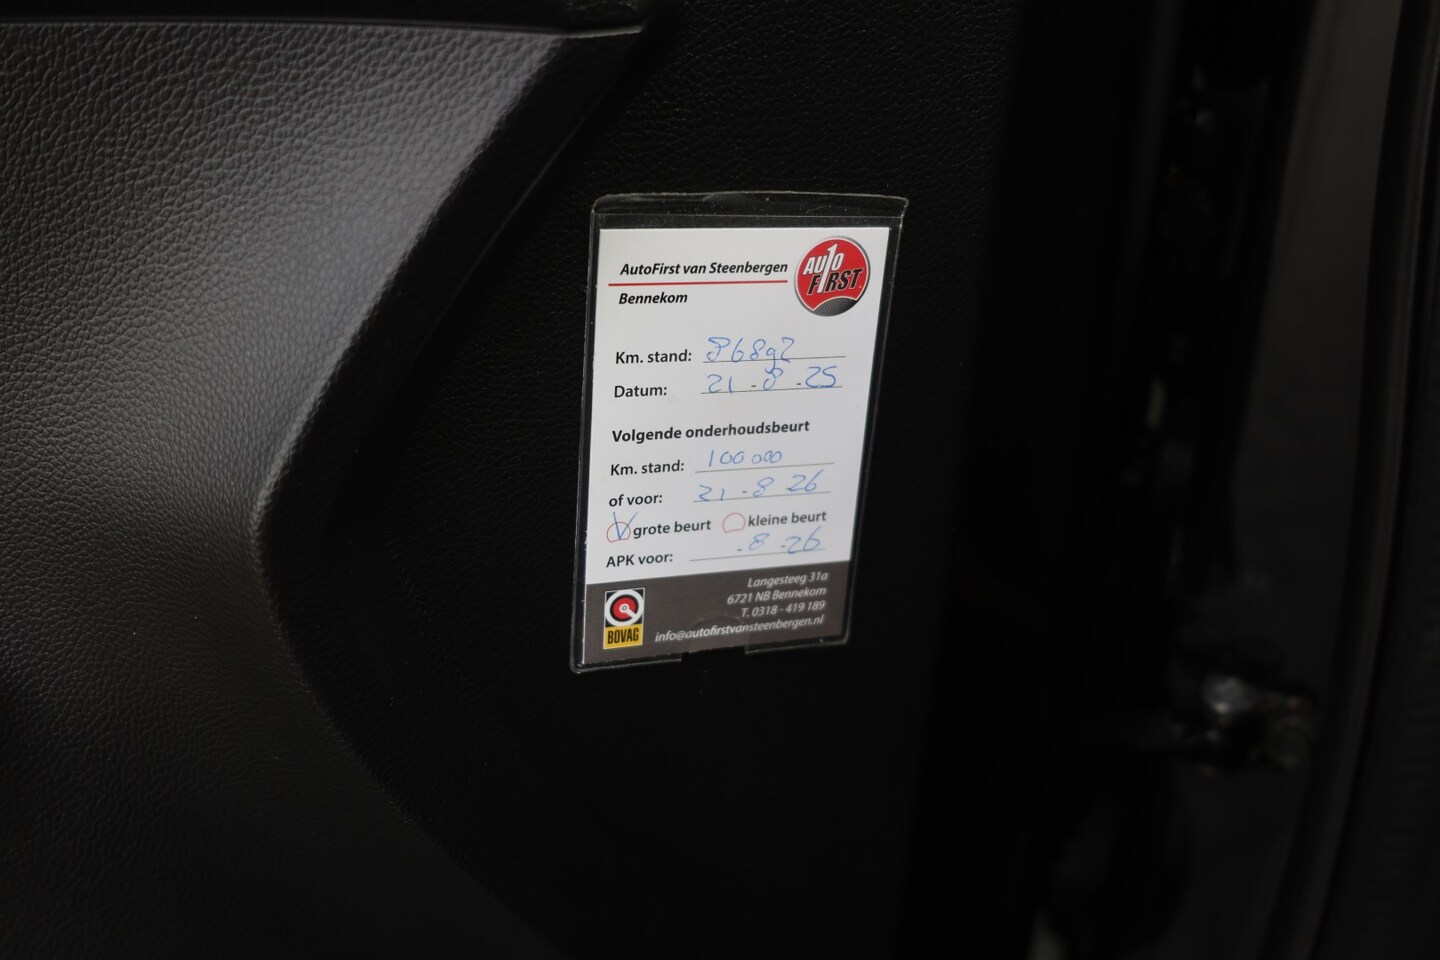 AutoFirst van Steenbergen
AUTO
FIRST
Bennekom
Km. stand: 86892
Datum: 21-8-25
Volgende onderhoudsbeurt
Km. stand: 100 000
of voor: 21-8 26
V grote beurt kleine beurt
APK voor: -8-26
Langesteeg 31a
6721 NB Bennekom
T. 0318 - 419 189
BOVAG info@autofirstvansteenbergen.nl